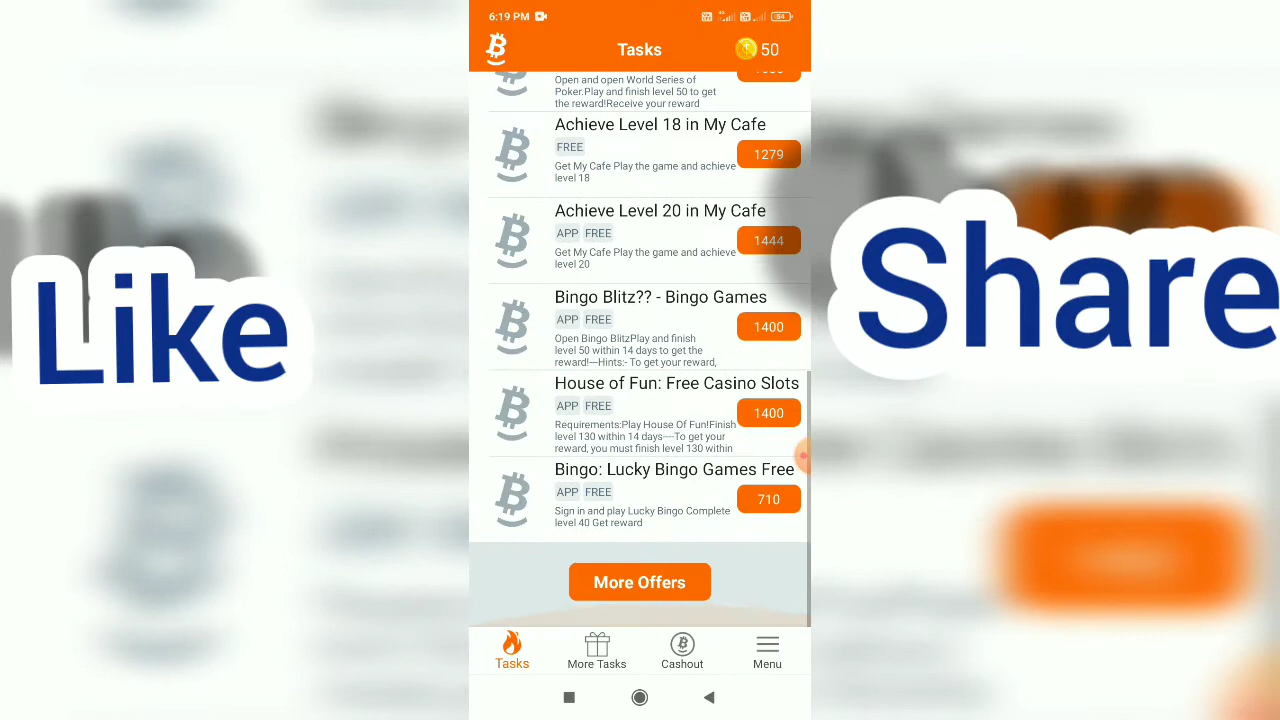 6:19 PM
Tasks
50
Open and open World Series of
Poker.Play and finish level 50 to get
the reward!Receive your reward
Achieve Level 18 in My Cafe
FREE
1279
Get My Cafe Play the game and achieve
level 18
Achieve Level 20 in My Cafe
APP FREE
1444
Get My Cafe Play the game and achieve
level 20
Bingo Blitz?? - Bingo Games
APP FREE
1400
Open Bingo BlitzPlay and finish
level 50 within 14 days to get the
reward!---Hints:- To get your reward,
House of Fun: Free Casino Slots
APP FREE
1400
Requirements:Play House Of Fun!Finish
level 130 within 14 days----To get your
reward, you must finish level 130 within
Bingo: Lucky Bingo Games Free
APP FREE
710
Sign in and play Lucky Bingo Complete
level 40 Get reward
More Offers
Tasks
More Tasks
Cashout
Menu
Like
Share